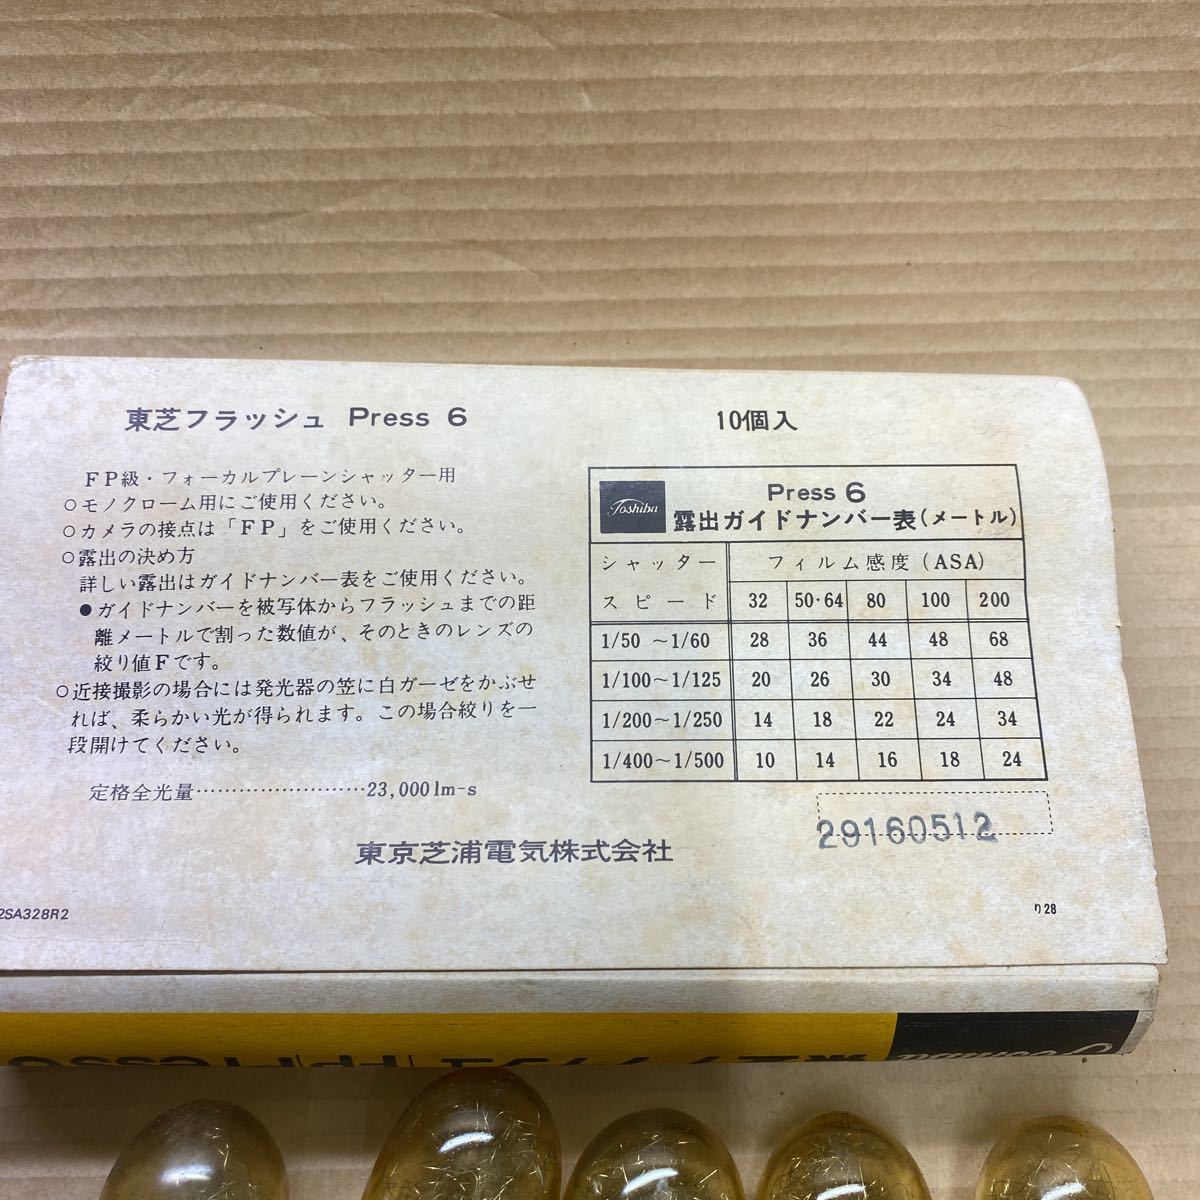 東芝フラッシュ Press 6
10個入
FP級・フォーカルプレーンシャッター用
○モノクローム用にご使用ください。
○カメラの接点は「FP」をご使用ください。
○露出の決め方
詳しい露出はガイドナンバー表をご使用ください。
●ガイドナンバーを被写体からフラッシュまでの距
離メートルで割った数値が、そのときのレンズの
絞り値Fです。
○近接撮影の場合には発光器の笠に白ガーゼをかぶせ
れば、柔らかい光が得られます。この場合絞りを一
段開けてください。
定格全光量……………………23,000lm-s
Toshiba
Press 6
露出ガイドナンバー表(メートル)
シャッター フィルム感度(ASA)
スピード 32 50·64 80 100 200
1/50 〜1/60 28 36 44 48 68
1/100〜1/125 20 26 30 34 48
1/200〜1/250 14 18 22 24 34
1/400〜1/500 10 14 16 18 24
29160512
東京芝浦電気株式会社
2SA328R2
り28